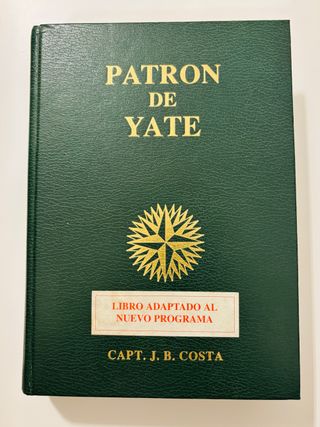 PATRON
DE
YATE
LIBRO ADAPTADO AL
NUEVO PROGRAMA
CAPT. J. B. COSTA